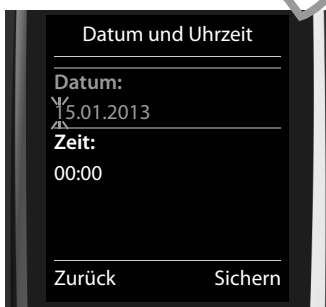 Datum und Uhrzeit
Datum:
15.01.2013
Zeit:
00:00
Zurück Sichern